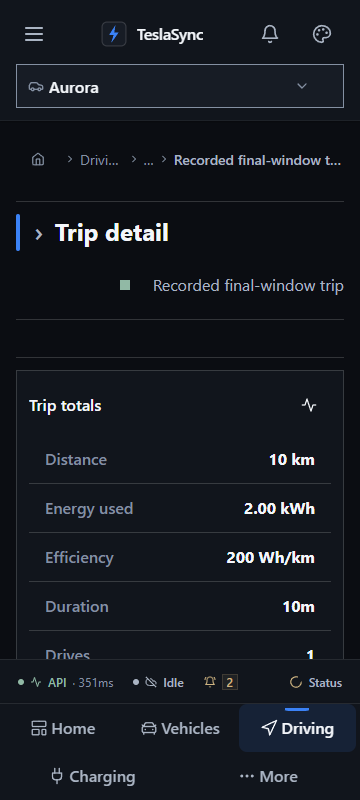 TeslaSync
Aurora
Drivi... ... Recorded final-window t...
Trip detail
Recorded final-window trip
Trip totals
Distance 10 km
Energy used 2.00 kWh
Efficiency 200 Wh/km
Duration 10m
Drives 1
API · 351ms Idle 2 Status
Home Vehicles Driving
Charging More